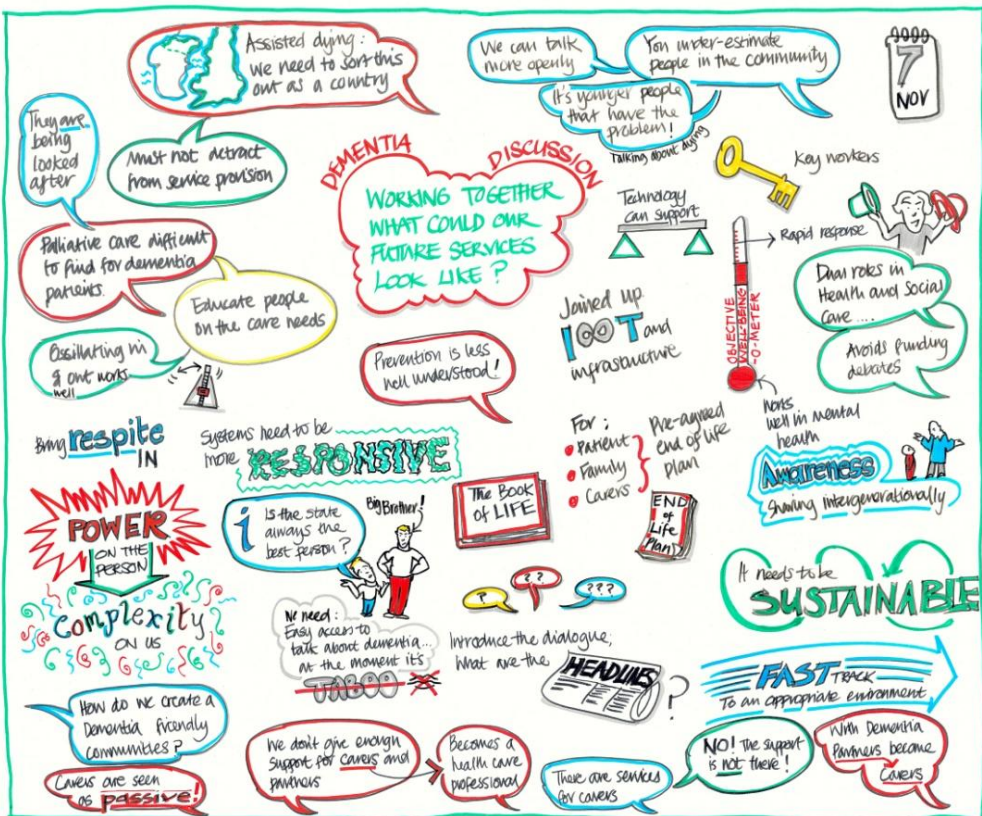 Assisted dying:
we need to sort this
out as a country
We can talk
more openly
You under-estimate
people in the community
It's younger people
that have the
problem!
Talking about dying
7
NOV
They are
being
looked
after
Must not detract
from service provision
DEMENTIA DISCUSSION
WORKING TOGETHER
WHAT COULD OUR
FUTURE SERVICES
LOOK LIKE?
Key workers
Technology
can support
Rapid response
Palliative care difficult
to find for dementia
patients.
Educate people
on the care needs
Dual roles in
Health and Social
Care ....
Avoids funding
debates
Joined up
ICT and
infrastructure
OBJECTIVE
WELL-BEING
-O-METER
Ossillating in
& out works
well
Prevention is less
well understood!
Works
well in mental
health
Bring respite
IN
Systems need to be
more RESPONSIVE
For:
Patient
Family
Carers
Pre-agreed
end of life
plan
Awareness
Sharing intergenerationally
POWER
ON THE
PERSON
Complexity
ON US
i Is the state
always the
best person?
Big Brother!
The Book
of LIFE
END
of
Life
Plans
It needs to be
SUSTAINABLE
? ?? ???
We need:
Easy access to
talk about dementia...
at the moment it's
TABOO
Introduce the dialogue;
What are the
HEADLINES
?
FAST TRACK
To an appropriate environment
How do we create a
Dementia friendly
communities?
Carers are seen
as passive!
We don't give enough
Support for carers and
partners
Becomes a
health care
professional
There are services
for carers
NO! The support
is not there!
With Dementia
Partners become
Carers